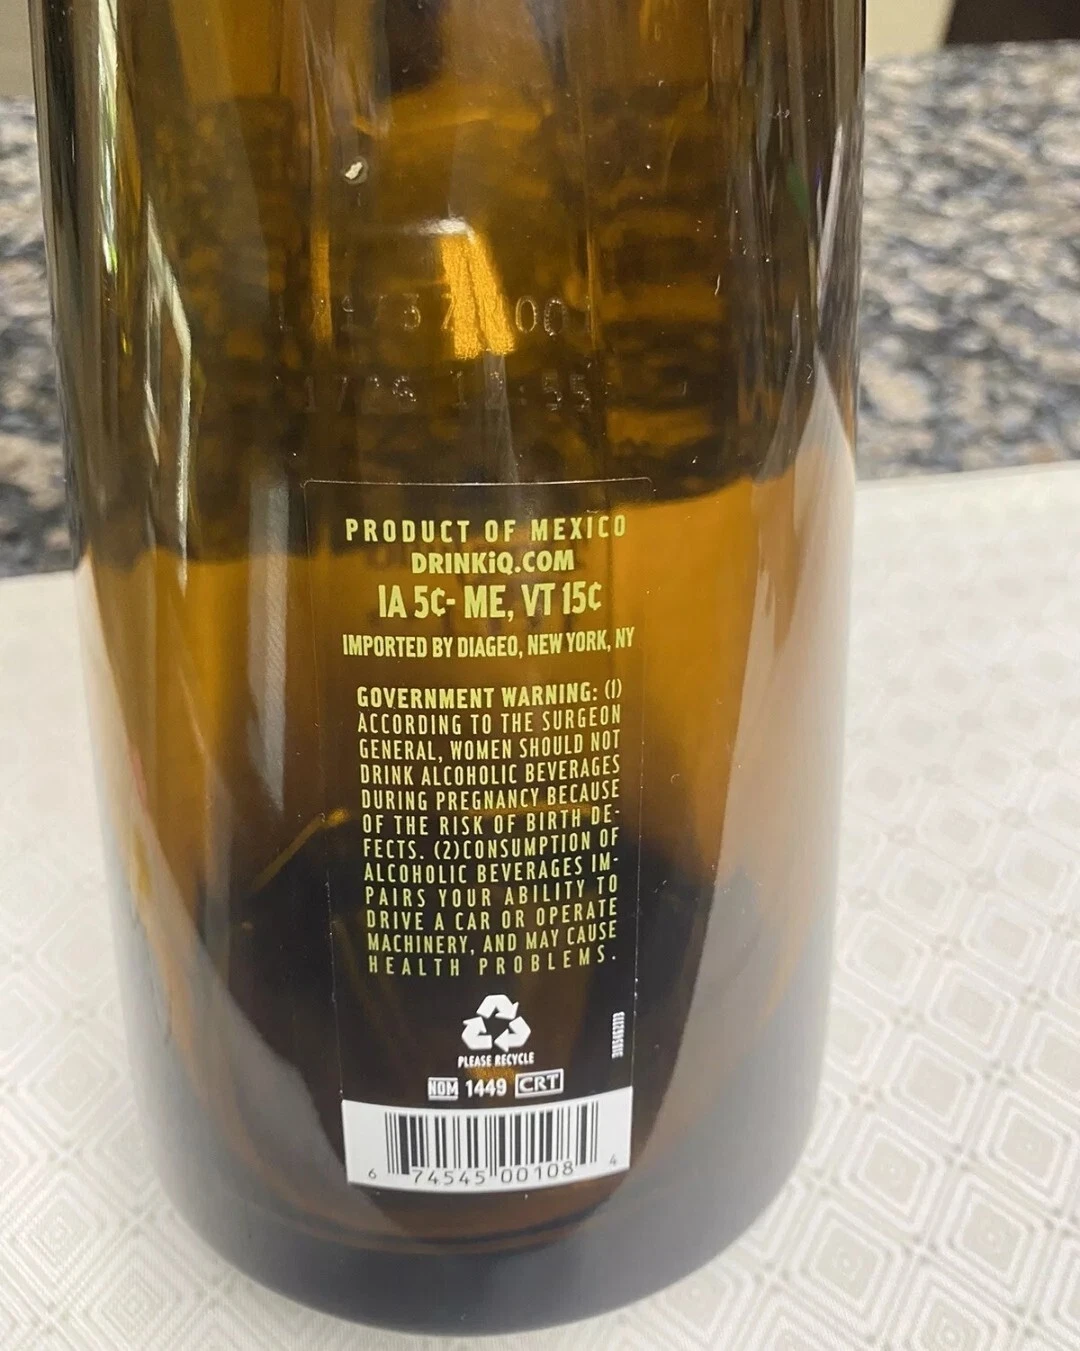 PRODUCT OF MEXICO
DRINKiQ.COM
IA 5¢- ME, VT 15¢
IMPORTED BY DIAGEO, NEW YORK, NY
GOVERNMENT WARNING: (1)
ACCORDING TO THE SURGEON
GENERAL, WOMEN SHOULD NOT
DRINK ALCOHOLIC BEVERAGES
DURING PREGNANCY BECAUSE
OF THE RISK OF BIRTH DE-
FECTS. (2)CONSUMPTION OF
ALCOHOLIC BEVERAGES IM-
PAIRS YOUR ABILITY TO
DRIVE A CAR OR OPERATE
MACHINERY, AND MAY CAUSE
HEALTH PROBLEMS.
PLEASE RECYCLE
NOM 1449 CRT
6 74545 00108 4